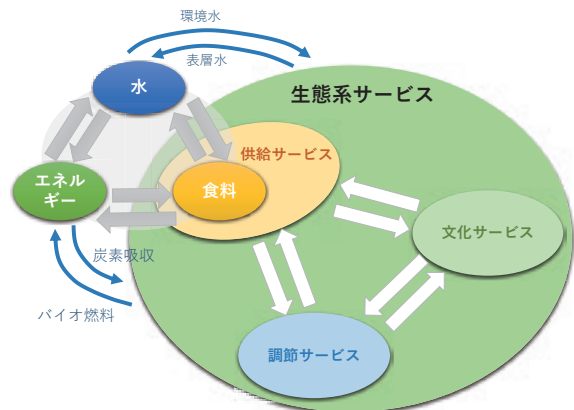 環境水
表層水
水
生態系サービス
供給サービス
エネル
ギー
食料
文化サービス
炭素吸収
バイオ燃料
調節サービス